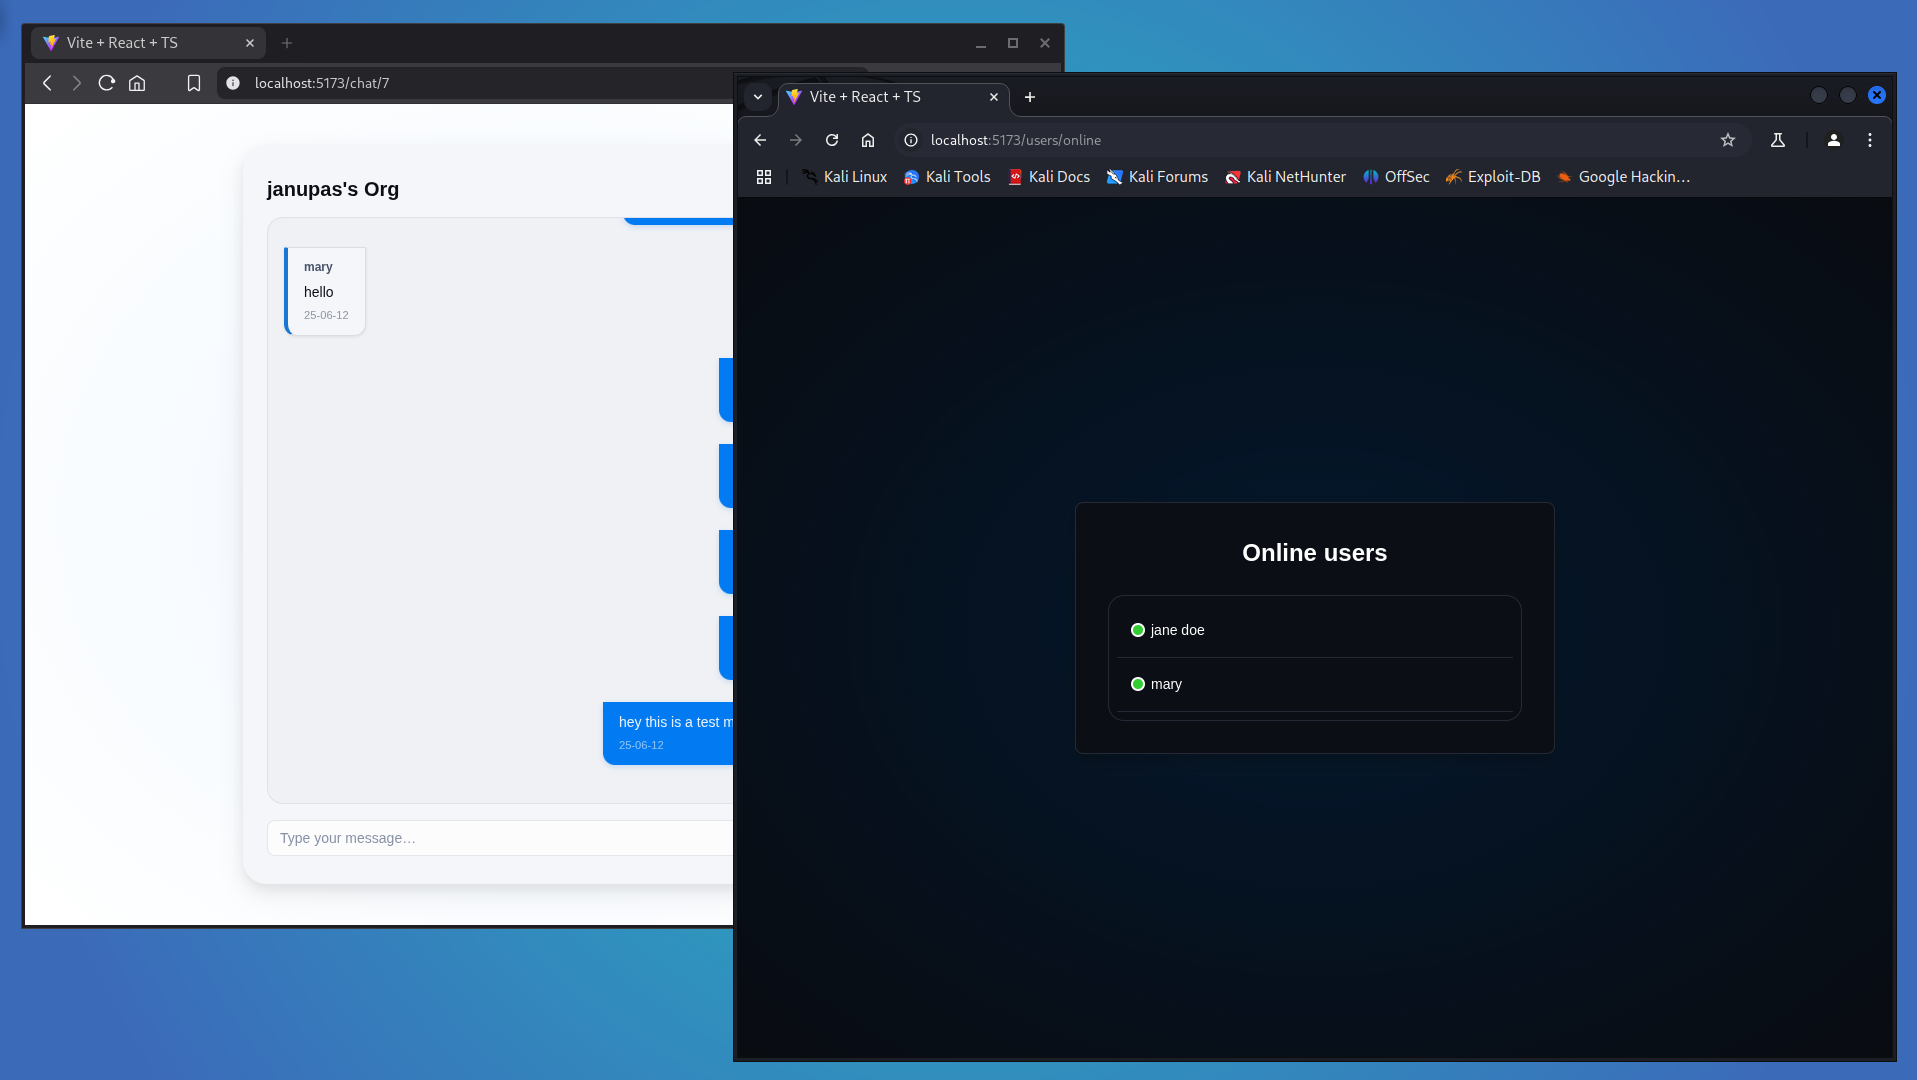 Vite + React + TS
localhost:5173/chat/7
janupas's Org
mary
hello
25-06-12
hey this is a test m
25-06-12
Type your message…
Vite + React + TS
localhost:5173/users/online
Kali Linux Kali Tools Kali Docs Kali Forums Kali NetHunter OffSec Exploit-DB Google Hackin…
Online users
jane doe
mary